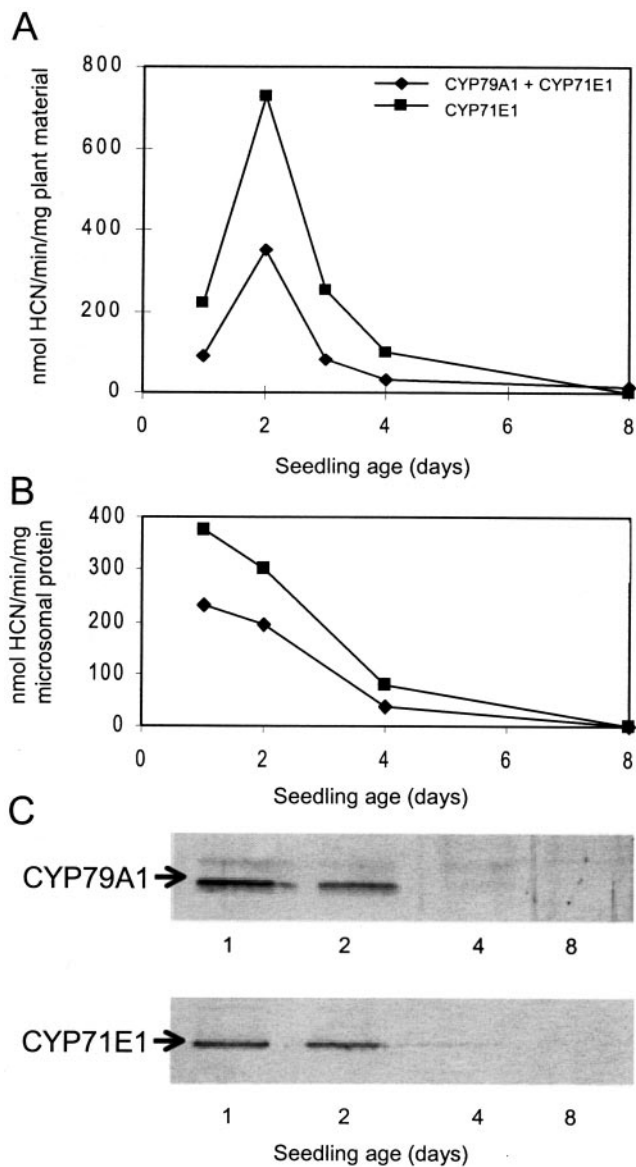 A
nmol HCN/min/mg plant material
800
600
400
200
0
CYP79A1 + CYP71E1
CYP71E1
0 2 4 6 8
Seedling age (days)
B
nmol HCN/min/mg
microsomal protein
400
300
200
100
0
0 2 4 6 8
Seedling age (days)
C
CYP79A1
1 2 4 8
CYP71E1
1 2 4 8
Seedling age (days)